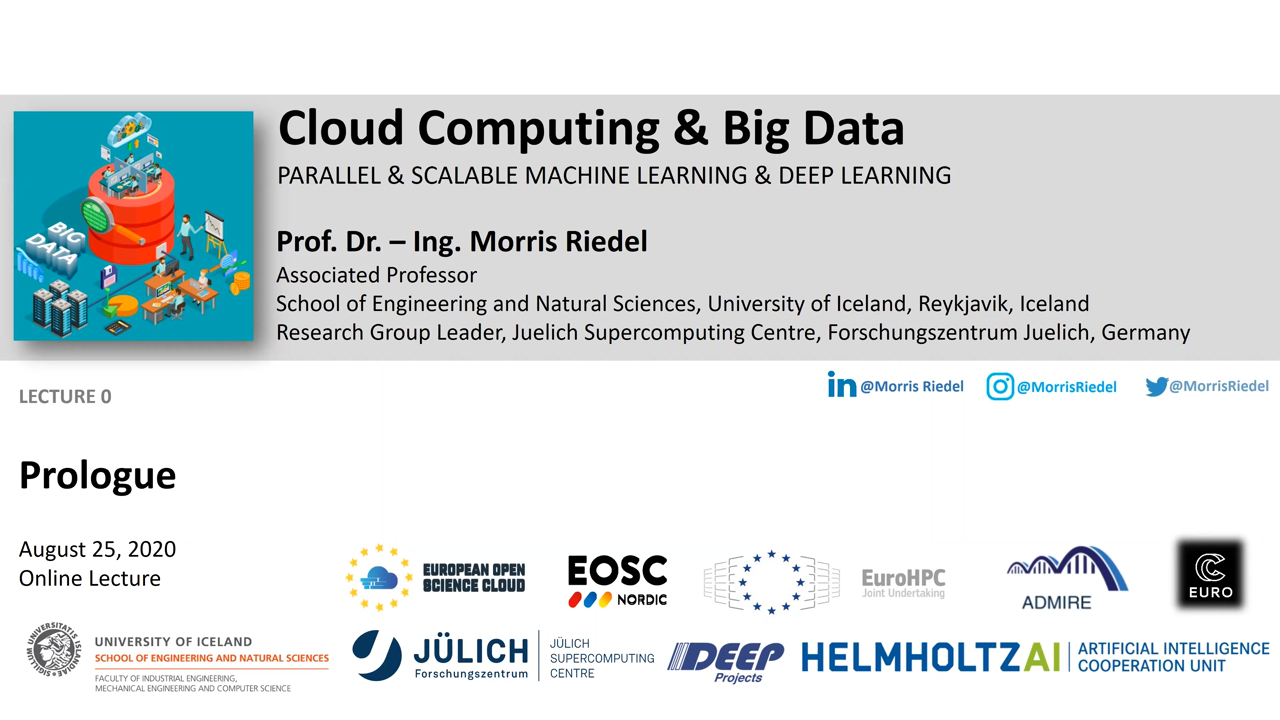 Cloud Computing & Big Data
PARALLEL & SCALABLE MACHINE LEARNING & DEEP LEARNING
BIG
DATA
Prof. Dr. – Ing. Morris Riedel
Associated Professor
School of Engineering and Natural Sciences, University of Iceland, Reykjavik, Iceland
Research Group Leader, Juelich Supercomputing Centre, Forschungszentrum Juelich, Germany
LECTURE 0
in @Morris Riedel @MorrisRiedel @MorrisRiedel
Prologue
August 25, 2020
Online Lecture
EUROPEAN OPEN
SCIENCE CLOUD
EOSC
NORDIC
EuroHPC
Joint Undertaking
ADMIRE
EURO
UNIVERSITY OF ICELAND
SCHOOL OF ENGINEERING AND NATURAL SCIENCES
FACULTY OF INDUSTRIAL ENGINEERING,
MECHANICAL ENGINEERING AND COMPUTER SCIENCE
JÜLICH
Forschungszentrum
JÜLICH
SUPERCOMPUTING
CENTRE
DEEP
Projects
HELMHOLTZAI
ARTIFICIAL INTELLIGENCE
COOPERATION UNIT